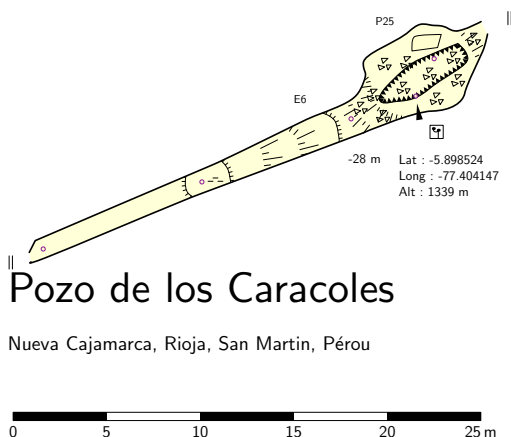 P25
E6
-28 m
Lat : -5.898524
Long : -77.404147
Alt : 1339 m
Pozo de los Caracoles
Nueva Cajamarca, Rioja, San Martin, Pérou
0 5 10 15 20 25 m